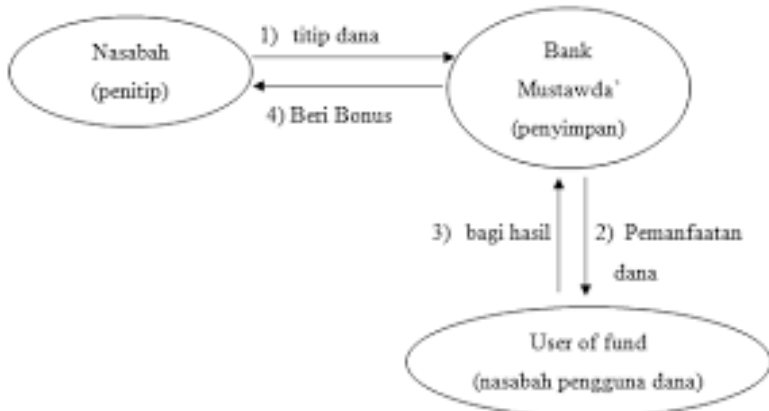 Nasabah
(penitip)
1) titip dana
4) Beri Bonus
Bank
Mustawda`
(penyimpan)
3) bagi hasil
2) Pemanfaatan
dana
User of fund
(nasabah pengguna dana)